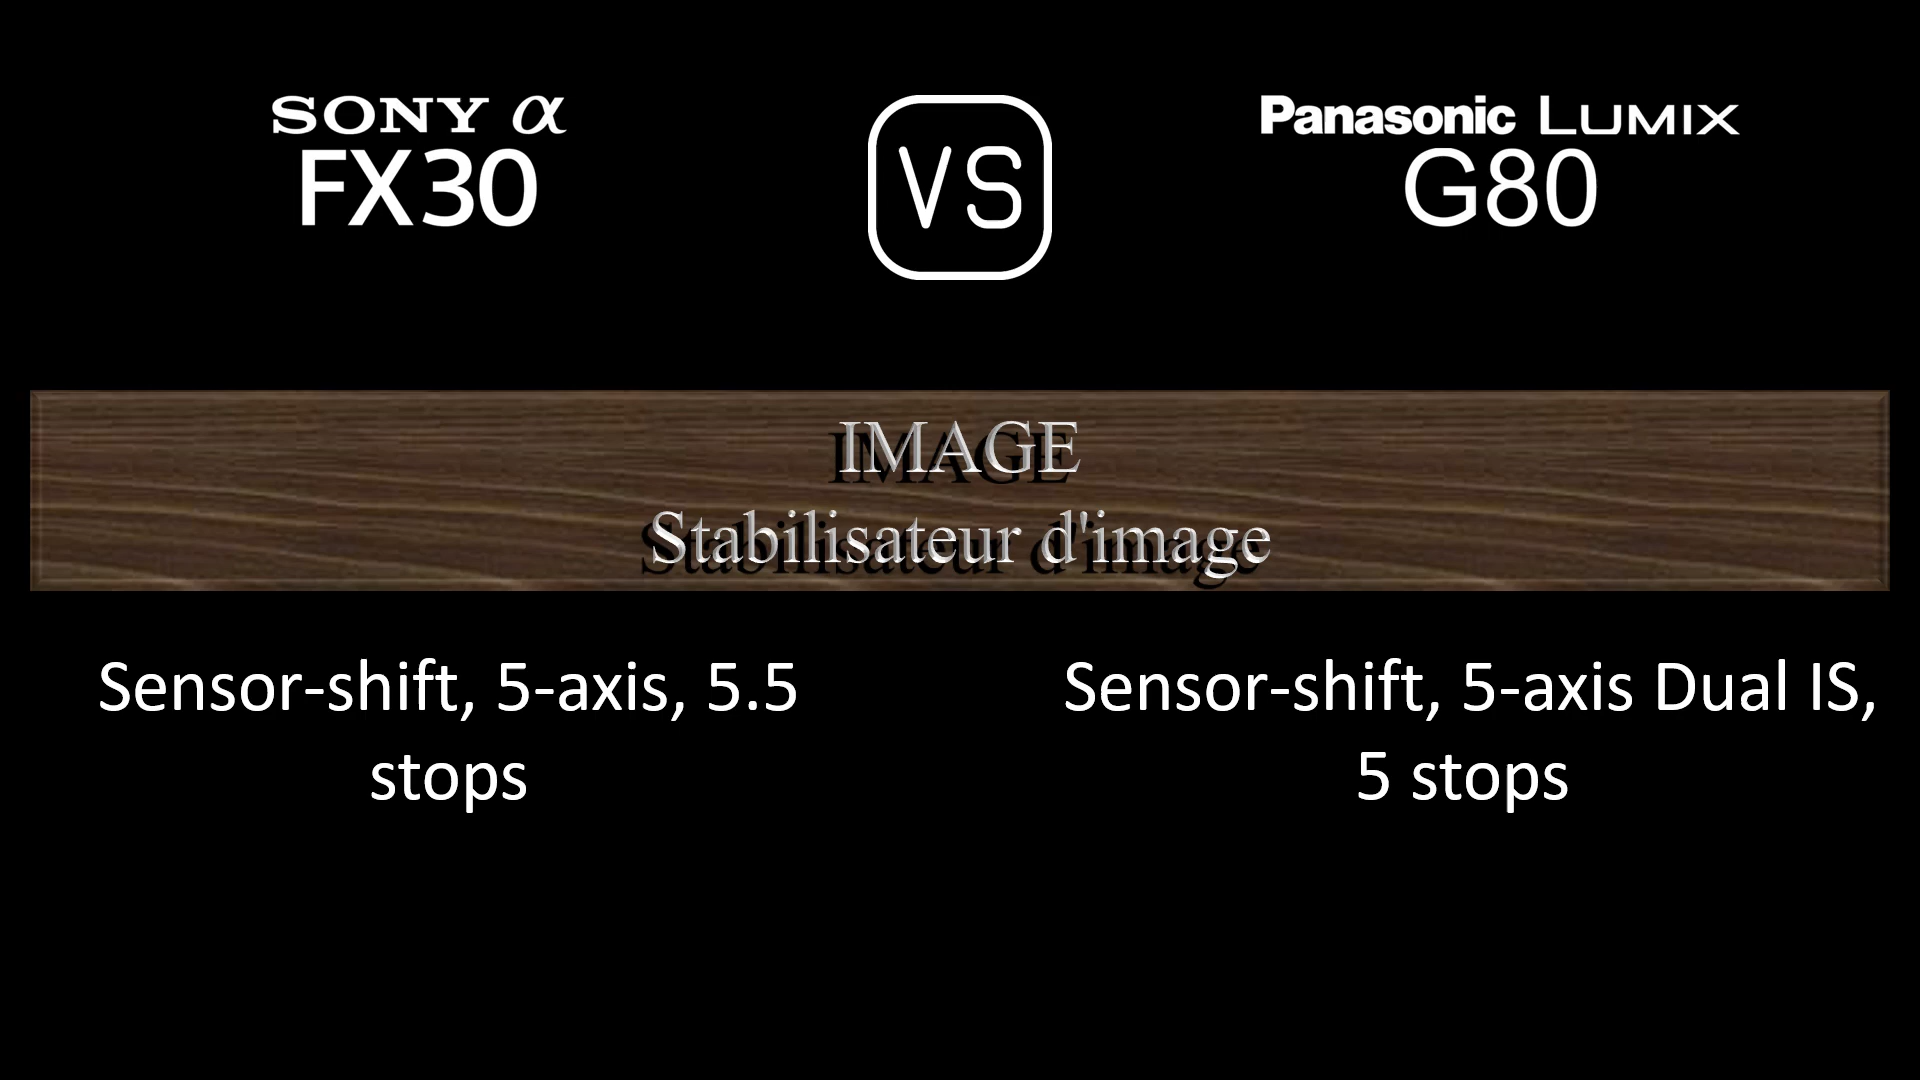 SONY α
FX30
VS
Panasonic LUMIX
G80
IMAGE
Stabilisateur d'image
Sensor-shift, 5-axis, 5.5
stops
Sensor-shift, 5-axis Dual IS,
5 stops